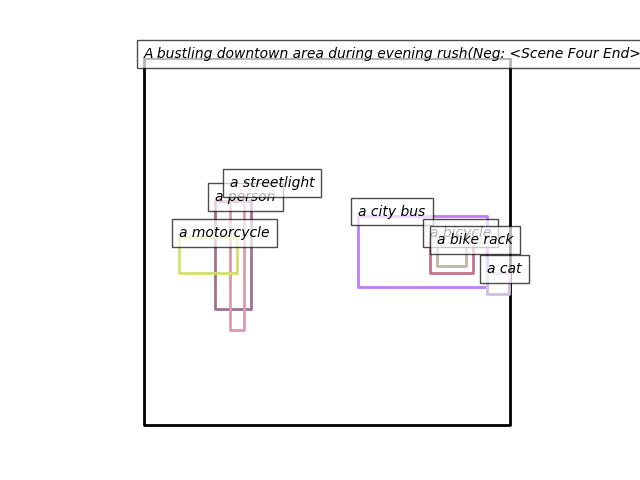 A bustling downtown area during evening rush(Neg: <Scene Four End>
a streetlight
a person
a city bus
a motorcycle
a bicycle
a bike rack
a cat